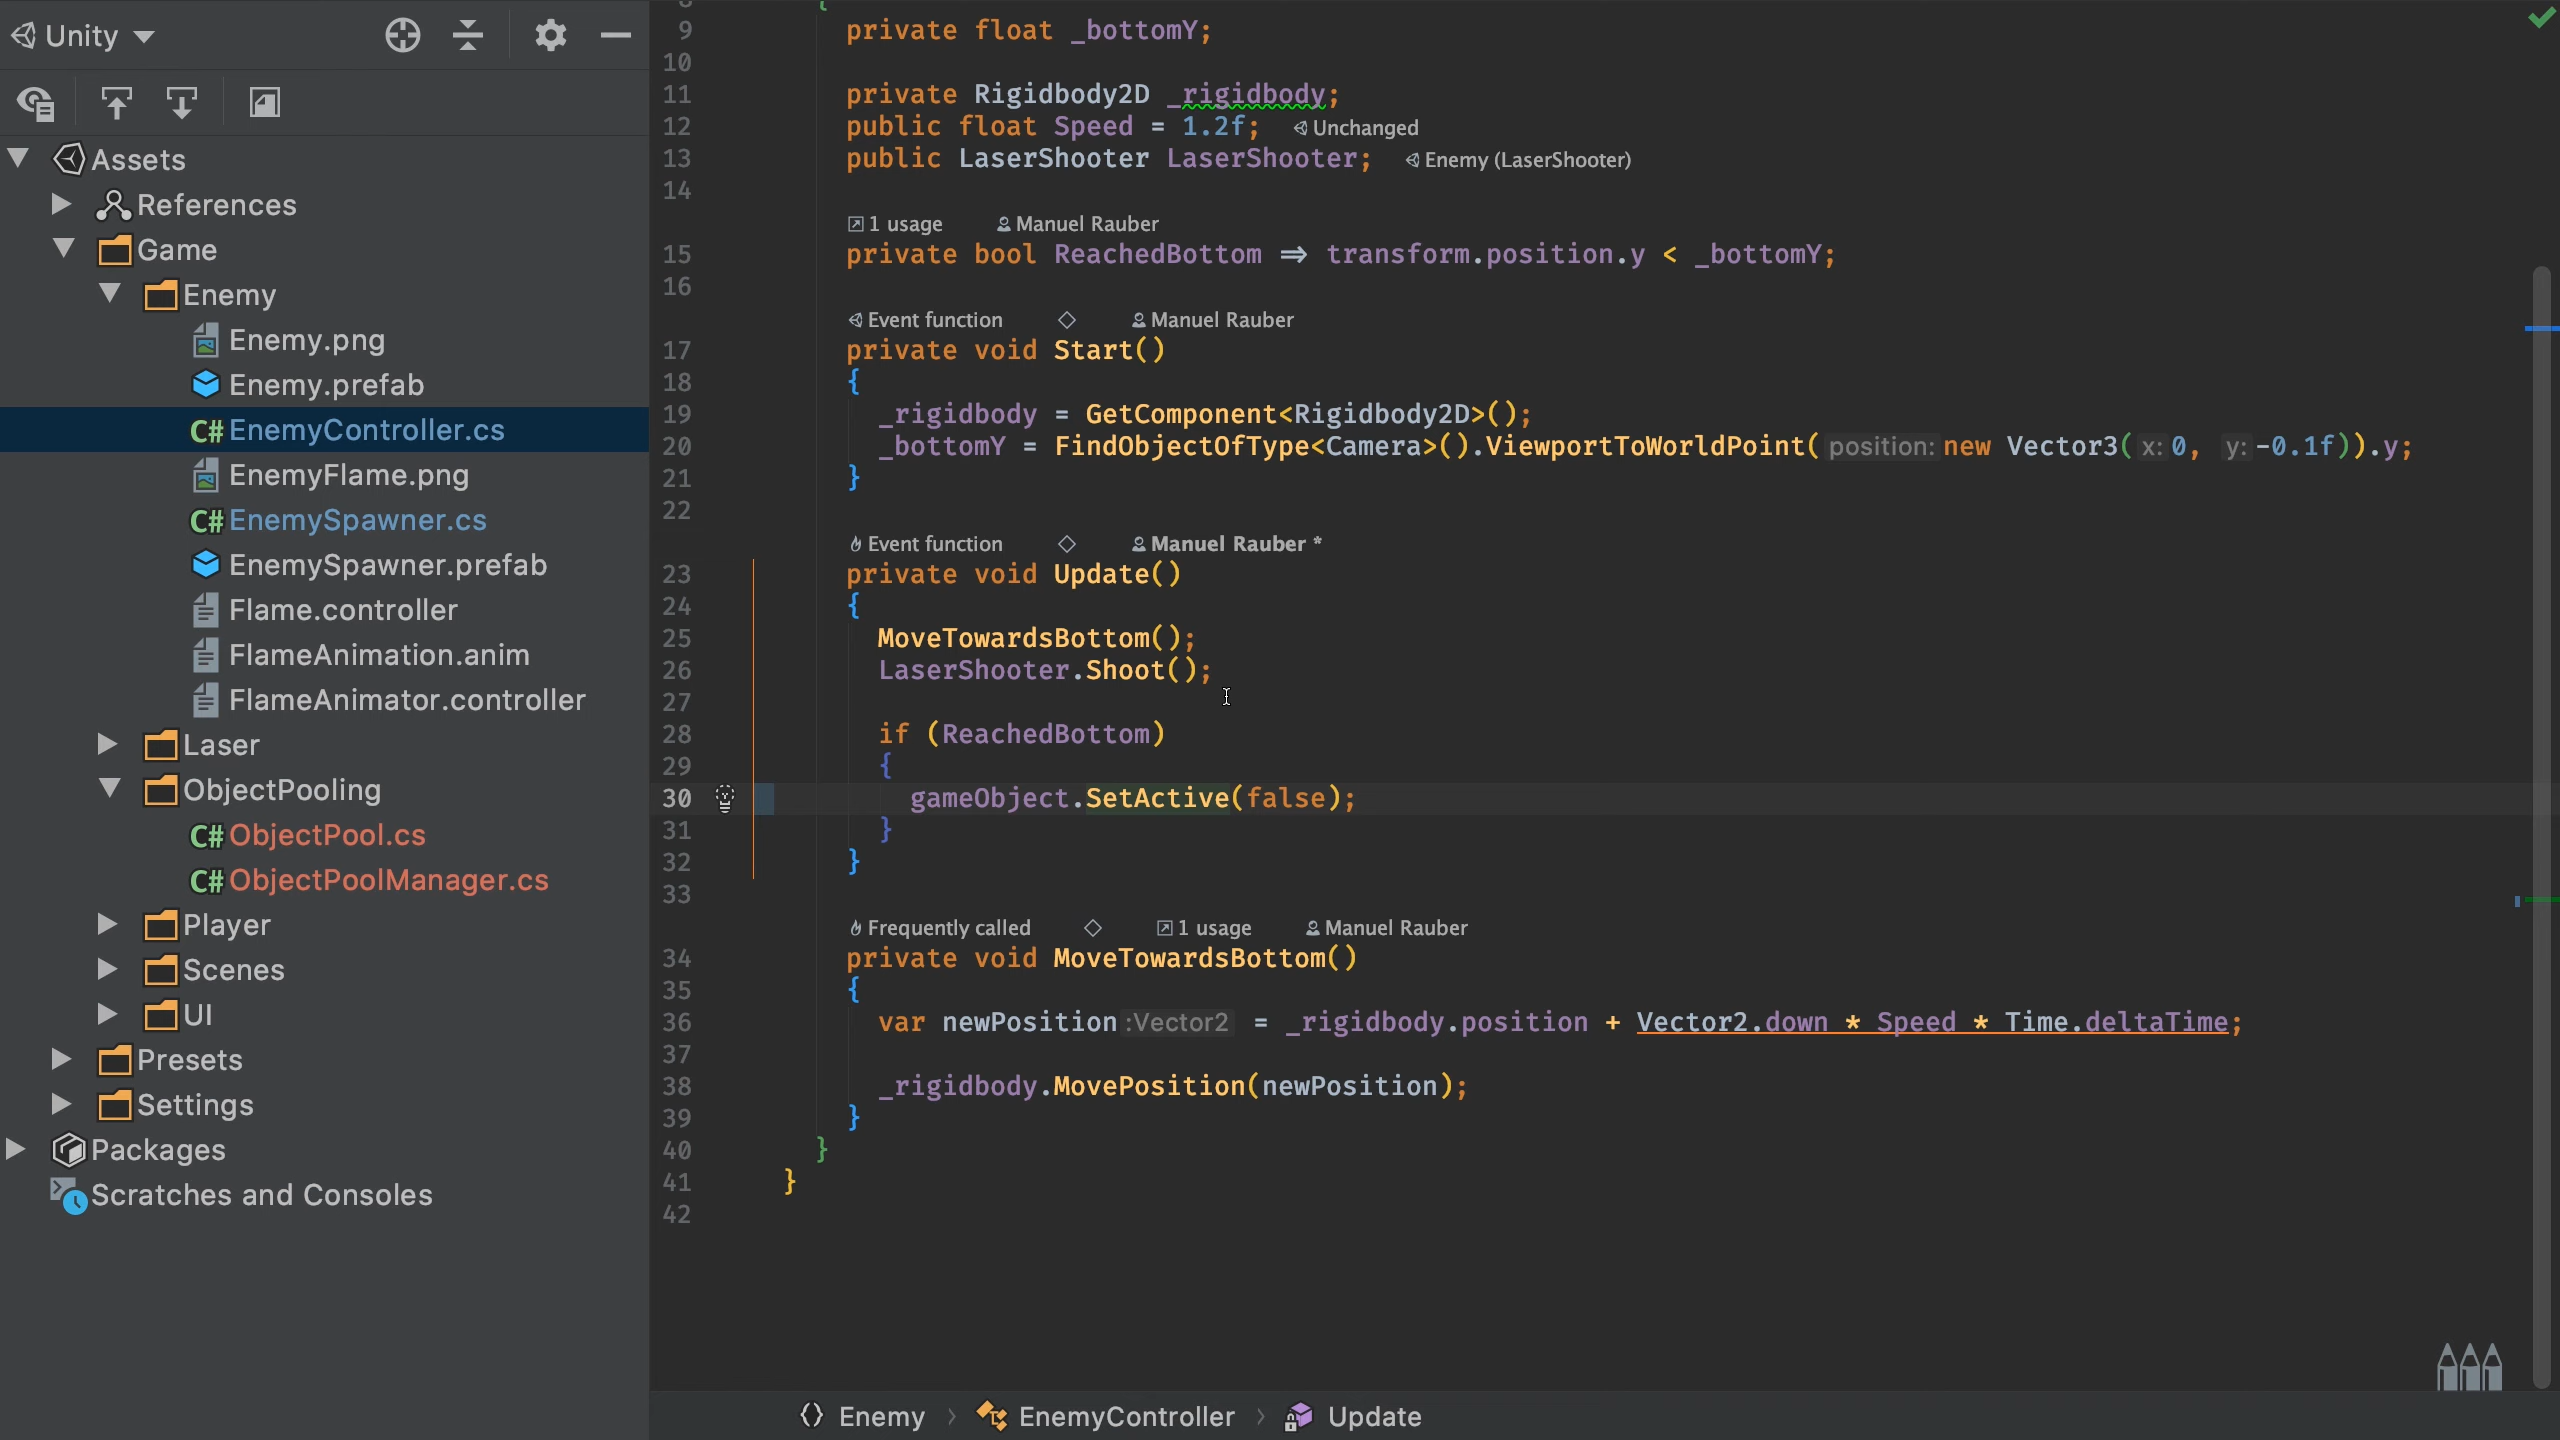 Unity
Assets
References
Game
Enemy
Enemy.png
Enemy.prefab
C# EnemyController.cs
EnemyFlame.png
C# EnemySpawner.cs
EnemySpawner.prefab
Flame.controller
FlameAnimation.anim
FlameAnimator.controller
Laser
ObjectPooling
C# ObjectPool.cs
C# ObjectPoolManager.cs
Player
Scenes
UI
Presets
Settings
Packages
Scratches and Consoles
8 {
9 private float _bottomY;
10
11 private Rigidbody2D _rigidbody;
12 public float Speed = 1.2f; Unchanged
13 public LaserShooter LaserShooter; Enemy (LaserShooter)
14
1 usage Manuel Rauber
15 private bool ReachedBottom ⇒ transform.position.y < _bottomY;
16
Event function Manuel Rauber
17 private void Start()
18 {
19 _rigidbody = GetComponent<Rigidbody2D>();
20 _bottomY = FindObjectOfType<Camera>().ViewportToWorldPoint( position: new Vector3( x: 0, y: -0.1f)).y;
21 }
22
Event function Manuel Rauber *
23 private void Update()
24 {
25 MoveTowardsBottom();
26 LaserShooter.Shoot();
27
28 if (ReachedBottom)
29 {
30 gameObject.SetActive(false);
31 }
32 }
33
Frequently called 1 usage Manuel Rauber
34 private void MoveTowardsBottom()
35 {
36 var newPosition :Vector2 = _rigidbody.position + Vector2.down * Speed * Time.deltaTime;
37
38 _rigidbody.MovePosition(newPosition);
39 }
40 }
41 }
42
Enemy › EnemyController › Update